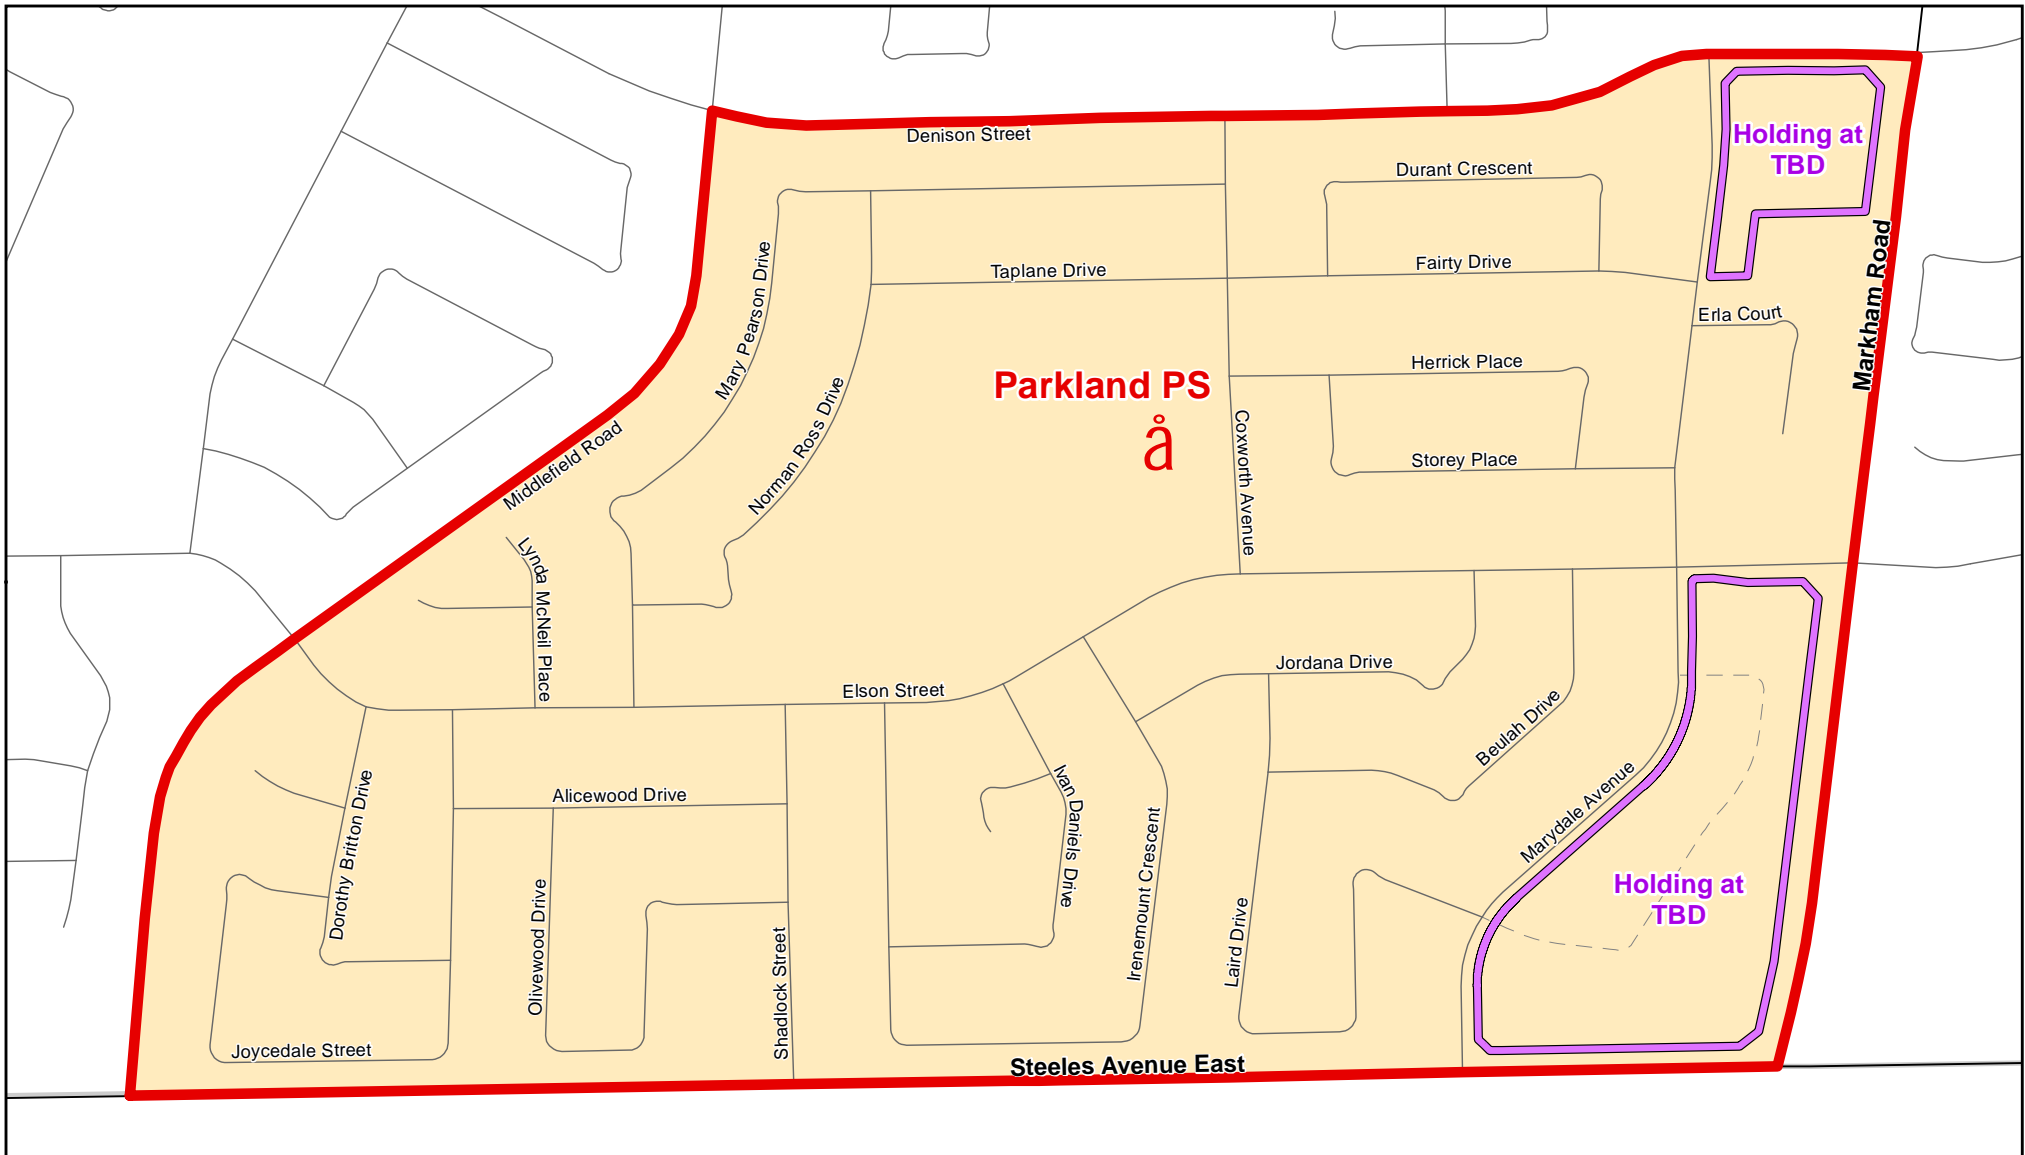 Denison Street
Holding at
TBD
Durant Crescent
Mary Pearson Drive
Taplane Drive
Fairty Drive
Markham Road
Erla Court
Herrick Place
Parkland PS
å
Norman Ross Drive
Middlefield Road
Coxworth Avenue
Storey Place
Lynda McNeil Place
Jordana Drive
Elson Street
Beulah Drive
Marydale Avenue
Dorothy Britton Drive
Alicewood Drive
Ivan Daniels Drive
Irenemount Crescent
Holding at
TBD
Olivewood Drive
Laird Drive
Shadlock Street
Joycedale Street
Steeles Avenue East